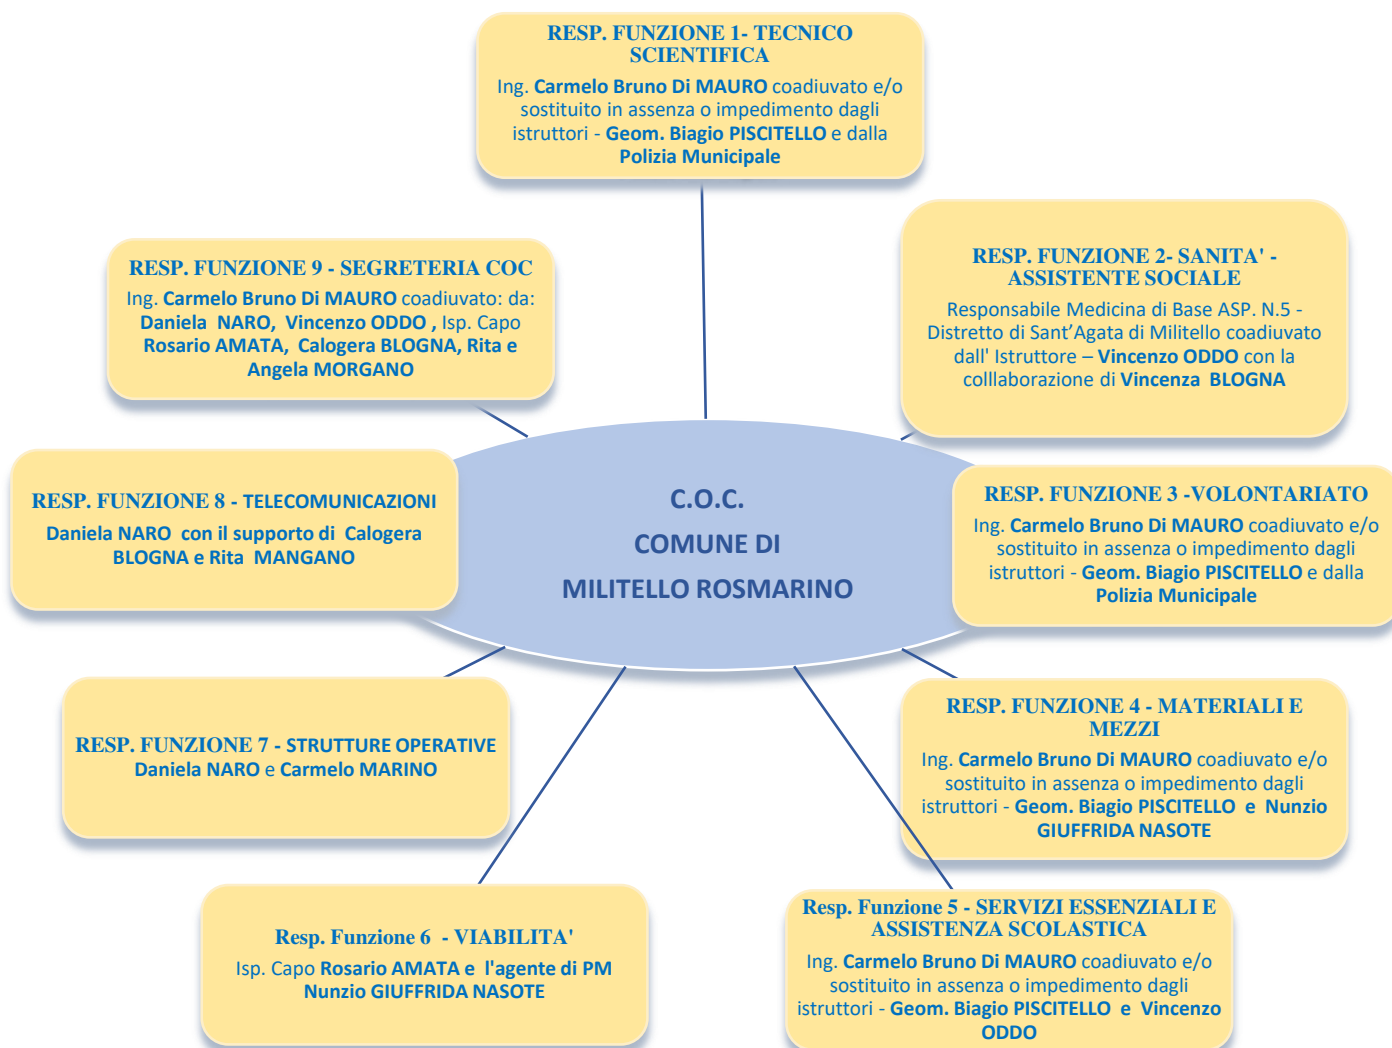 RESP. FUNZIONE 1- TECNICO
SCIENTIFICA
Ing. Carmelo Bruno Di MAURO coadiuvato e/o
sostituito in assenza o impedimento dagli
istruttori - Geom. Biagio PISCITELLO e dalla
Polizia Municipale
RESP. FUNZIONE 2- SANITA' -
ASSISTENTE SOCIALE
Responsabile Medicina di Base ASP. N.5 -
Distretto di Sant’Agata di Militello coadiuvato
dall' Istruttore – Vincenzo ODDO con la
colllaborazione di Vincenza BLOGNA
RESP. FUNZIONE 3 -VOLONTARIATO
Ing. Carmelo Bruno Di MAURO coadiuvato e/o
sostituito in assenza o impedimento dagli
istruttori - Geom. Biagio PISCITELLO e dalla
Polizia Municipale
RESP. FUNZIONE 4 - MATERIALI E
MEZZI
Ing. Carmelo Bruno Di MAURO coadiuvato e/o
sostituito in assenza o impedimento dagli
istruttori - Geom. Biagio PISCITELLO e Nunzio
GIUFFRIDA NASOTE
Resp. Funzione 5 - SERVIZI ESSENZIALI E
ASSISTENZA SCOLASTICA
Ing. Carmelo Bruno Di MAURO coadiuvato e/o
sostituito in assenza o impedimento dagli
istruttori - Geom. Biagio PISCITELLO e Vincenzo
ODDO
Resp. Funzione 6 - VIABILITA'
Isp. Capo Rosario AMATA e l'agente di PM
Nunzio GIUFFRIDA NASOTE
RESP. FUNZIONE 7 - STRUTTURE OPERATIVE
Daniela NARO e Carmelo MARINO
RESP. FUNZIONE 8 - TELECOMUNICAZIONI
Daniela NARO con il supporto di Calogera
BLOGNA e Rita MANGANO
RESP. FUNZIONE 9 - SEGRETERIA COC
Ing. Carmelo Bruno Di MAURO coadiuvato: da:
Daniela NARO, Vincenzo ODDO , Isp. Capo
Rosario AMATA, Calogera BLOGNA, Rita e
Angela MORGANO
C.O.C.
COMUNE DI
MILITELLO ROSMARINO